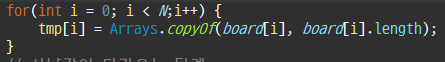 for(int i = 0; i < N;i++) {
tmp[i] = Arrays.copyOf(board[i], board[i].length);
}